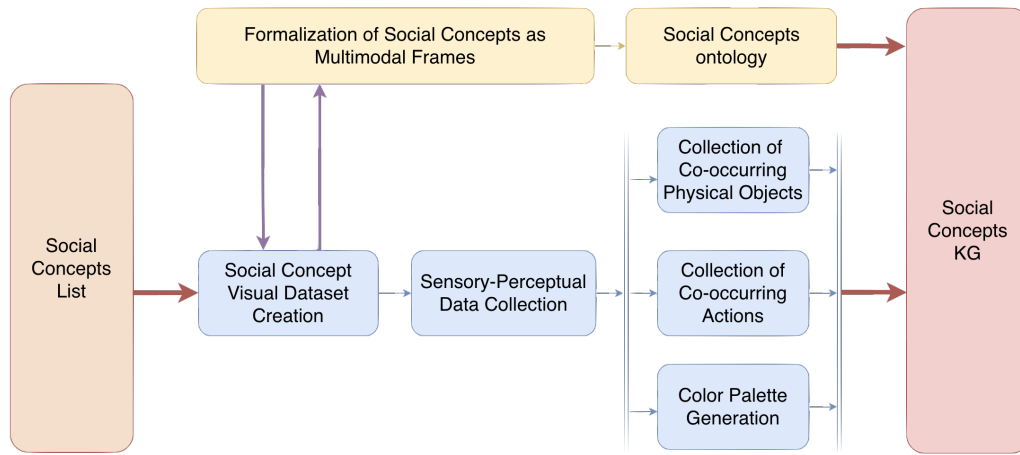 Formalization of Social Concepts as
Multimodal Frames
Social Concepts
ontology
Social
Concepts
List
Social Concept
Visual Dataset
Creation
Sensory-Perceptual
Data Collection
Collection of
Co-occurring
Physical Objects
Collection of
Co-occurring
Actions
Color Palette
Generation
Social
Concepts
KG